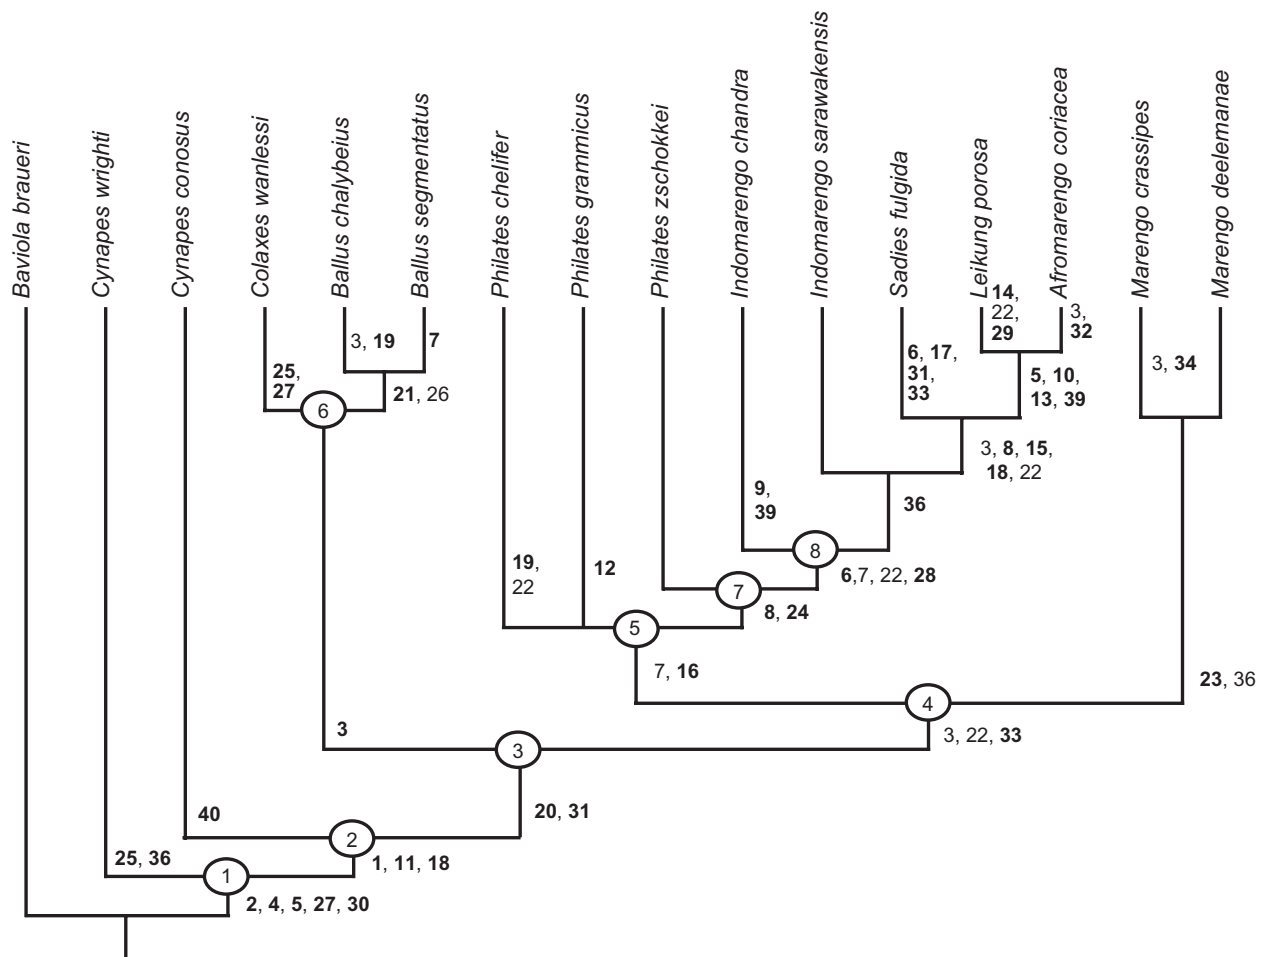 Baviola braueri
Cynapes wrighti
Cynapes conosus
Colaxes wanlessi
Ballus chalybeius
Ballus segmentatus
Philates chelifer
Philates grammicus
Philates zschokkei
Indomarengo chandra
Indomarengo sarawakensis
Sadies fulgida
Leikung porosa
Afromarengo coriacea
Marengo crassipes
Marengo deelemanae
14,
22,
29
3,
32
3, 19
7
6, 17,
31,
33
3, 34
25,
27
21, 26
5, 10,
13, 39
6
3, 8, 15,
18, 22
9,
39
36
8
19,
22
12
6,7, 22, 28
7
8, 24
5
7, 16
23, 36
4
3
3, 22, 33
3
40
20, 31
2
25, 36
1, 11, 18
1
2, 4, 5, 27, 30